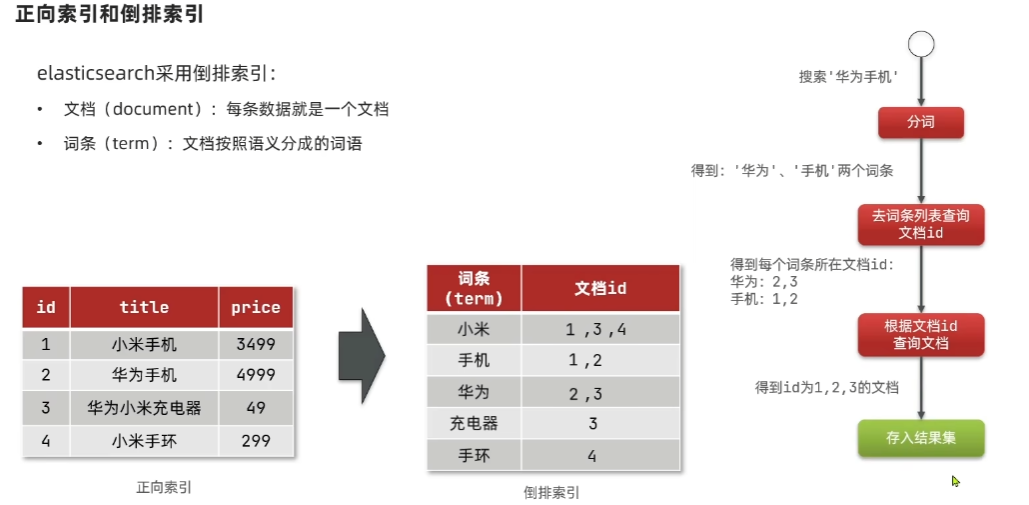 正向索引和倒排索引
elasticsearch采用倒排索引：
• 文档（document）：每条数据就是一个文档
• 词条（term）：文档按照语义分成的词语
id title price
1 小米手机 3499
2 华为手机 4999
3 华为小米充电器 49
4 小米手环 299
正向索引
词条
(term) 文档id
小米 1 ,3 ,4
手机 1 ,2
华为 2 ,3
充电器 3
手环 4
倒排索引
搜索'华为手机'
分词
得到：'华为'、'手机'两个词条
去词条列表查询
文档id
得到每个词条所在文档id：
华为：2,3
手机：1,2
根据文档id
查询文档
得到id为1,2,3的文档
存入结果集